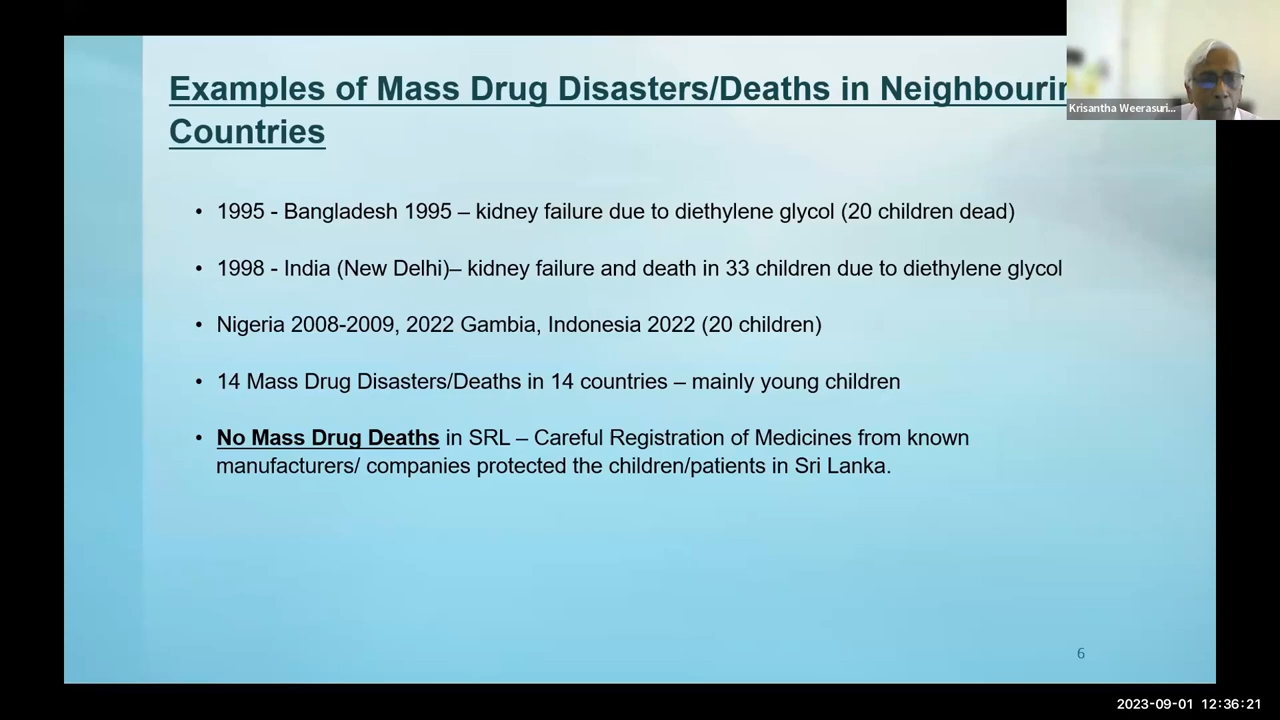 Examples of Mass Drug Disasters/Deaths in Neighbourin
Countries
Krisantha Weerasuri...
• 1995 - Bangladesh 1995 – kidney failure due to diethylene glycol (20 children dead)
• 1998 - India (New Delhi)– kidney failure and death in 33 children due to diethylene glycol
• Nigeria 2008-2009, 2022 Gambia, Indonesia 2022 (20 children)
• 14 Mass Drug Disasters/Deaths in 14 countries – mainly young children
• No Mass Drug Deaths in SRL – Careful Registration of Medicines from known
manufacturers/ companies protected the children/patients in Sri Lanka.
6
2023-09-01 12:36:21